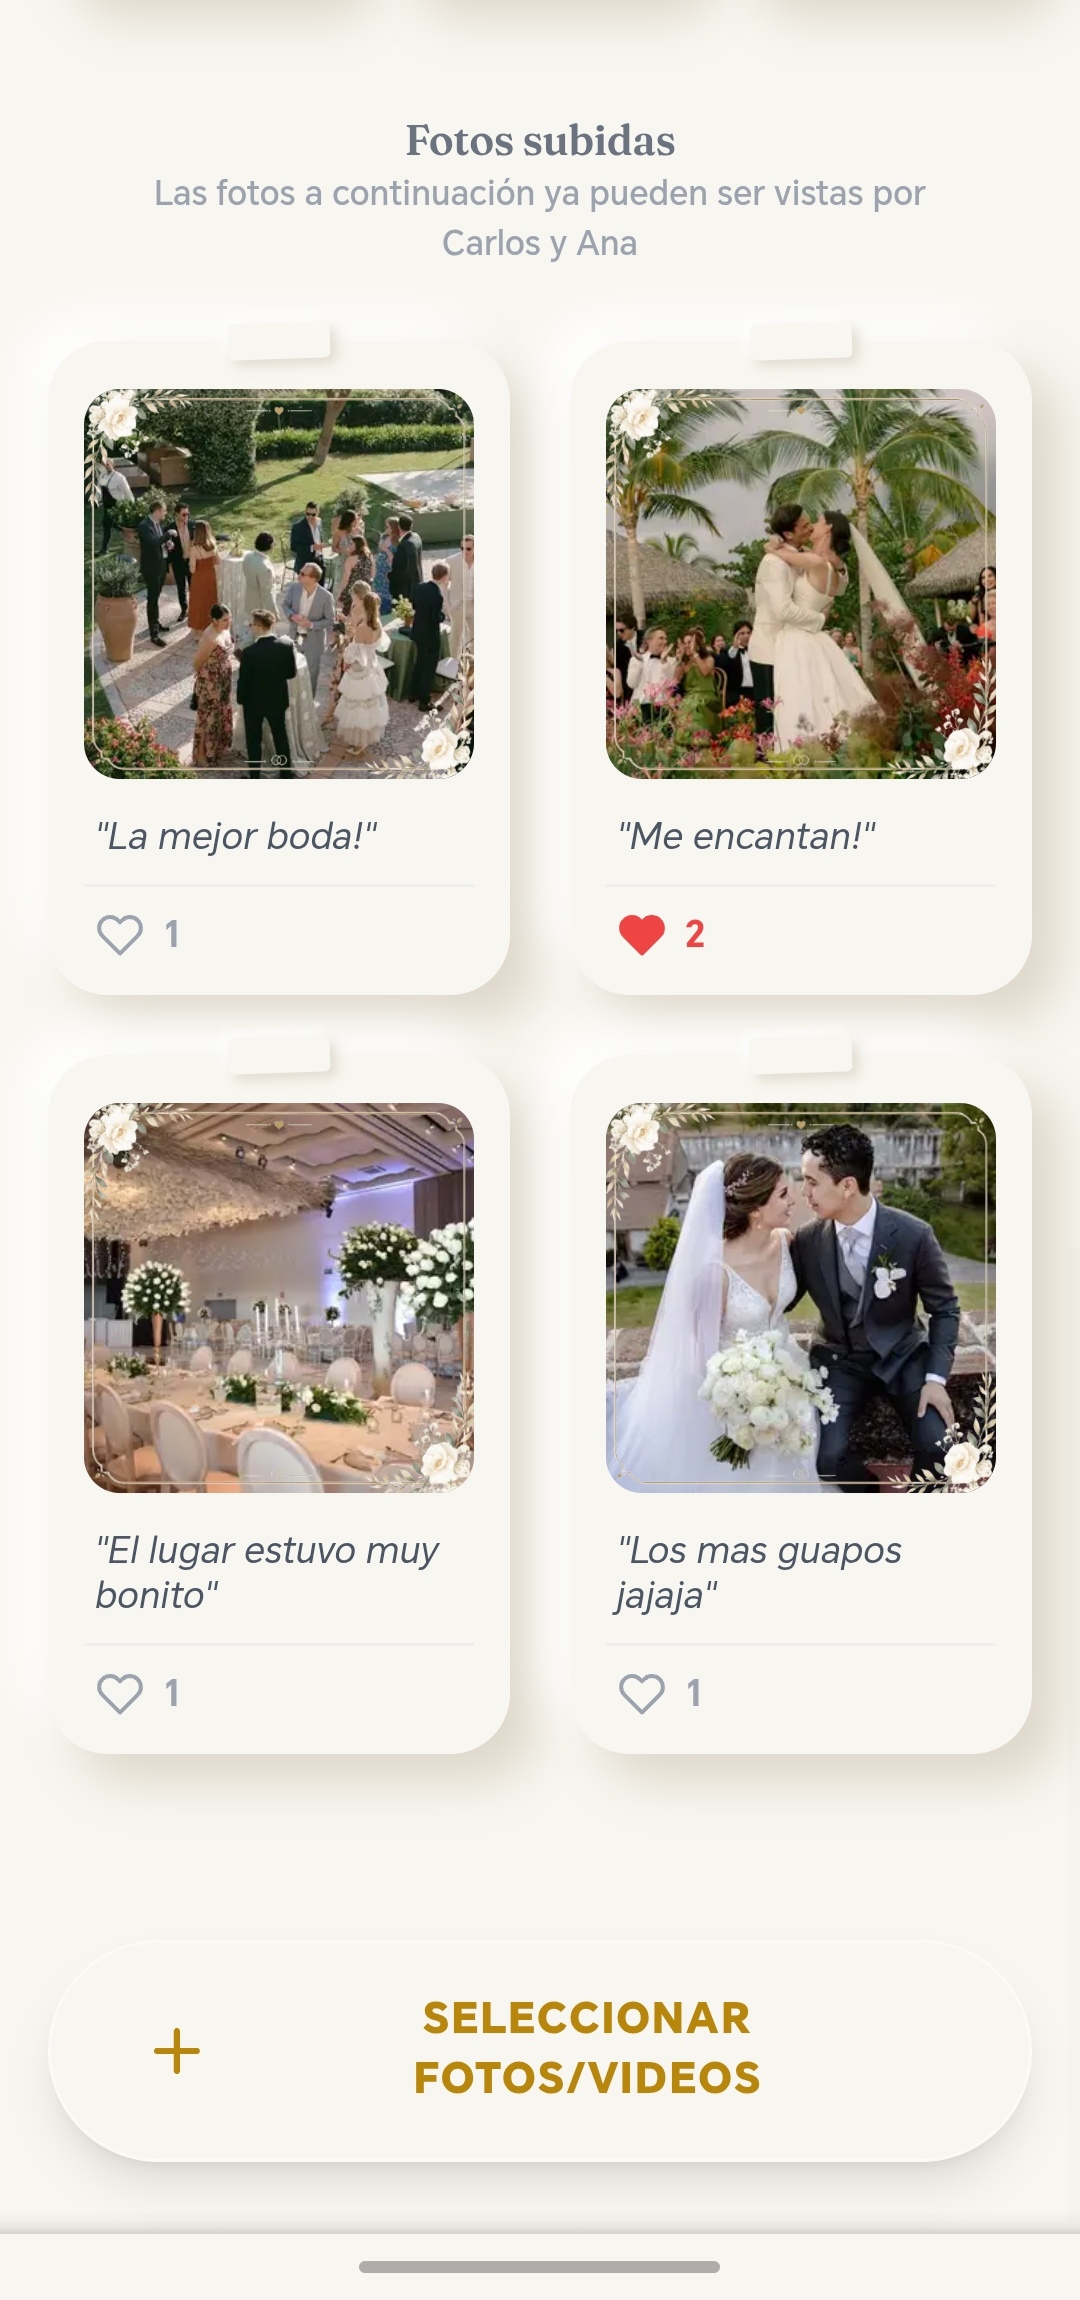 Fotos subidas
Las fotos a continuación ya pueden ser vistas por
Carlos y Ana
"La mejor boda!"
1
"Me encantan!"
2
"El lugar estuvo muy
bonito"
1
"Los mas guapos
jajaja"
1
SELECCIONAR
FOTOS/VIDEOS